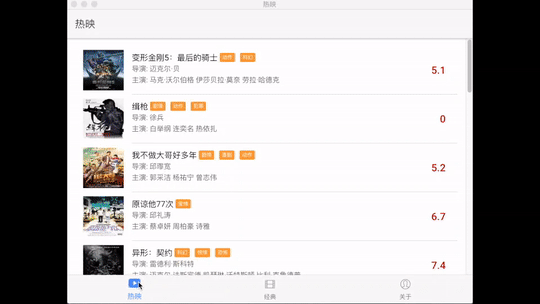 热映
热映
变形金刚5：最后的骑士 动作 科幻
导演: 迈克尔·贝
主演: 马克·沃尔伯格 伊莎贝拉·莫奈 劳拉·哈德克
5.1
缉枪 剧情 动作 犯罪
导演: 徐兵
主演: 白举纲 连奕名 热依扎
0
我不做大哥好多年 剧情 喜剧 动作
导演: 邱瓈宽
主演: 郭采洁 杨祐宁 曾志伟
5.2
原谅他77次 爱情
导演: 邱礼涛
主演: 蔡卓妍 周柏豪 诗雅
6.7
异形：契约 科幻 惊悚 恐怖
导演: 雷德利·斯科特
7.4
热映
经典
关于